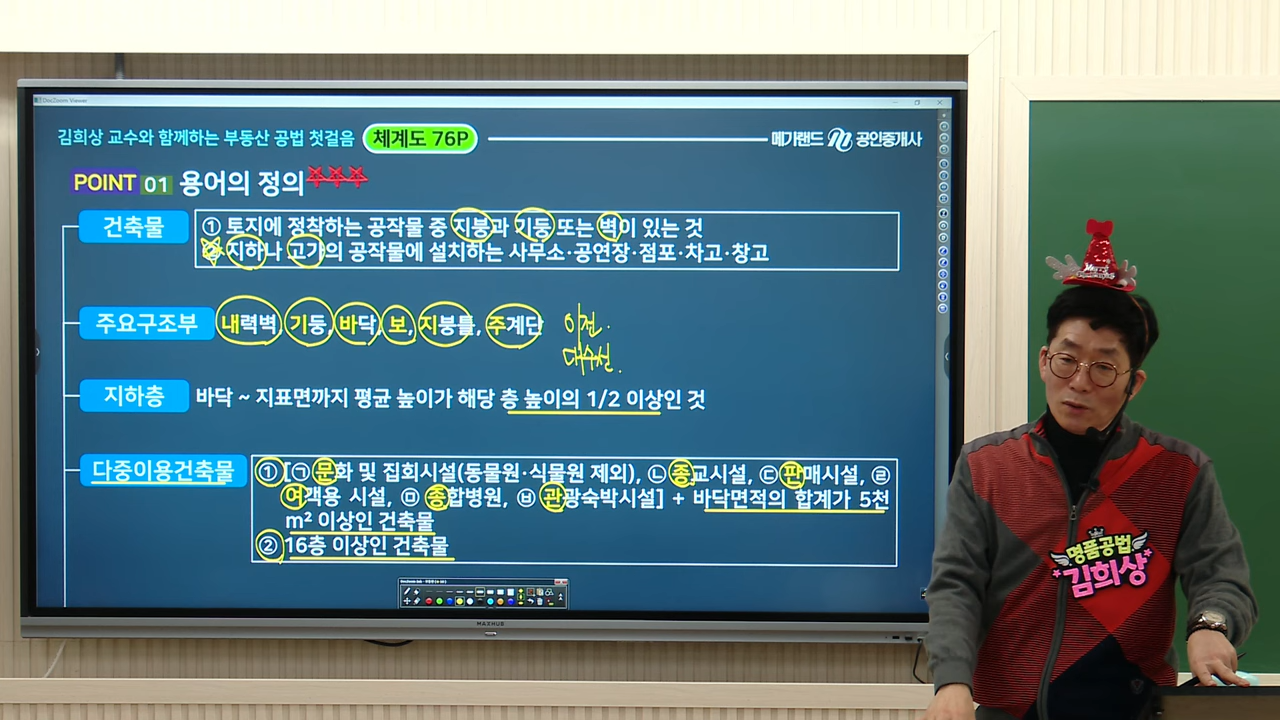 DocZoom Viewer
김희상 교수와 함께하는 부동산 공법 첫걸음 체계도 76P 메가랜드 공인중개사
POINT 01 용어의 정의
건축물
① 토지에 정착하는 공작물 중 지붕과 기둥 또는 벽이 있는 것
② 지하나 고가의 공작물에 설치하는 사무소·공연장·점포·차고·창고
주요구조부 내력벽, 기둥, 바닥, 보, 지붕틀, 주계단
이전.
대수선.
지하층 바닥 ~ 지표면까지 평균 높이가 해당 층 높이의 1/2 이상인 것
다중이용건축물
① [㉠ 문화 및 집회시설(동물원·식물원 제외), ㉡ 종교시설, ㉢ 판매시설, ㉣
여객용 시설, ㉤ 종합병원, ㉥ 관광숙박시설] + 바닥면적의 합계가 5천
m² 이상인 건축물
② 16층 이상인 건축물
MAXHUB
명품공법
김희상